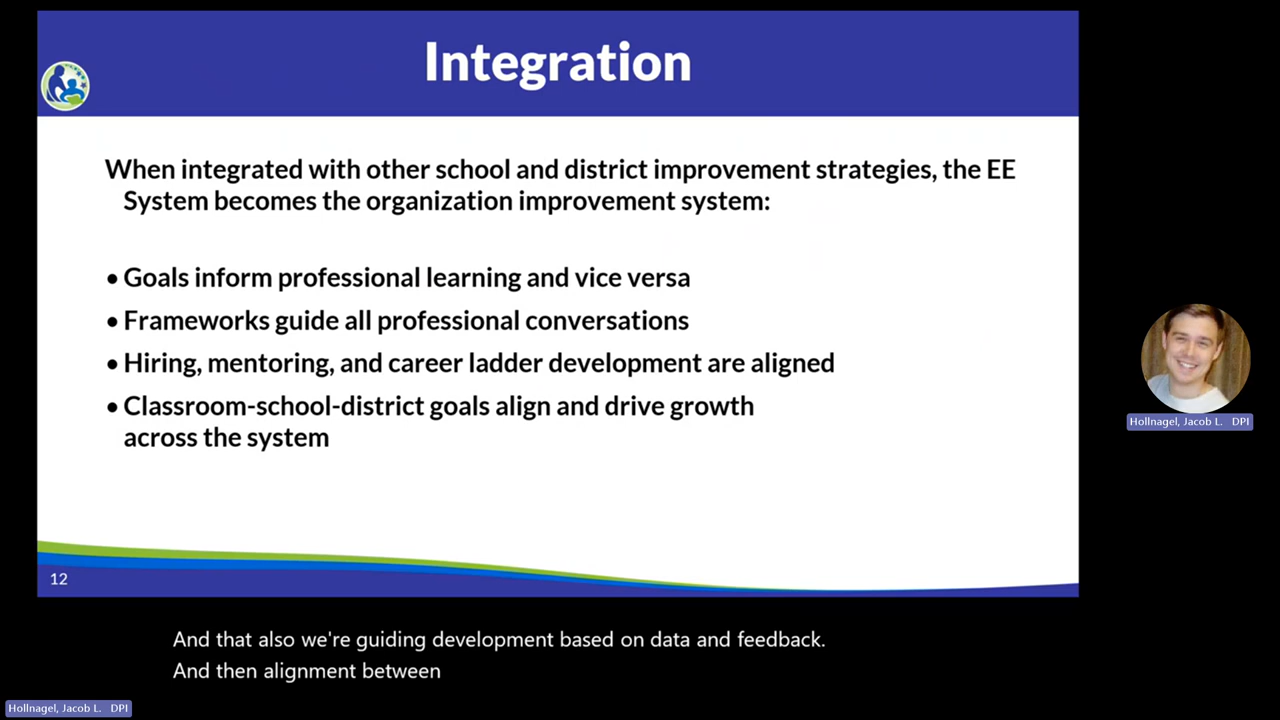 Integration
When integrated with other school and district improvement strategies, the EE
System becomes the organization improvement system:
• Goals inform professional learning and vice versa
• Frameworks guide all professional conversations
• Hiring, mentoring, and career ladder development are aligned
• Classroom-school-district goals align and drive growth
across the system
12
Hollnagel, Jacob L. DPI
And that also we're guiding development based on data and feedback.
And then alignment between
Hollnagel, Jacob L. DPI